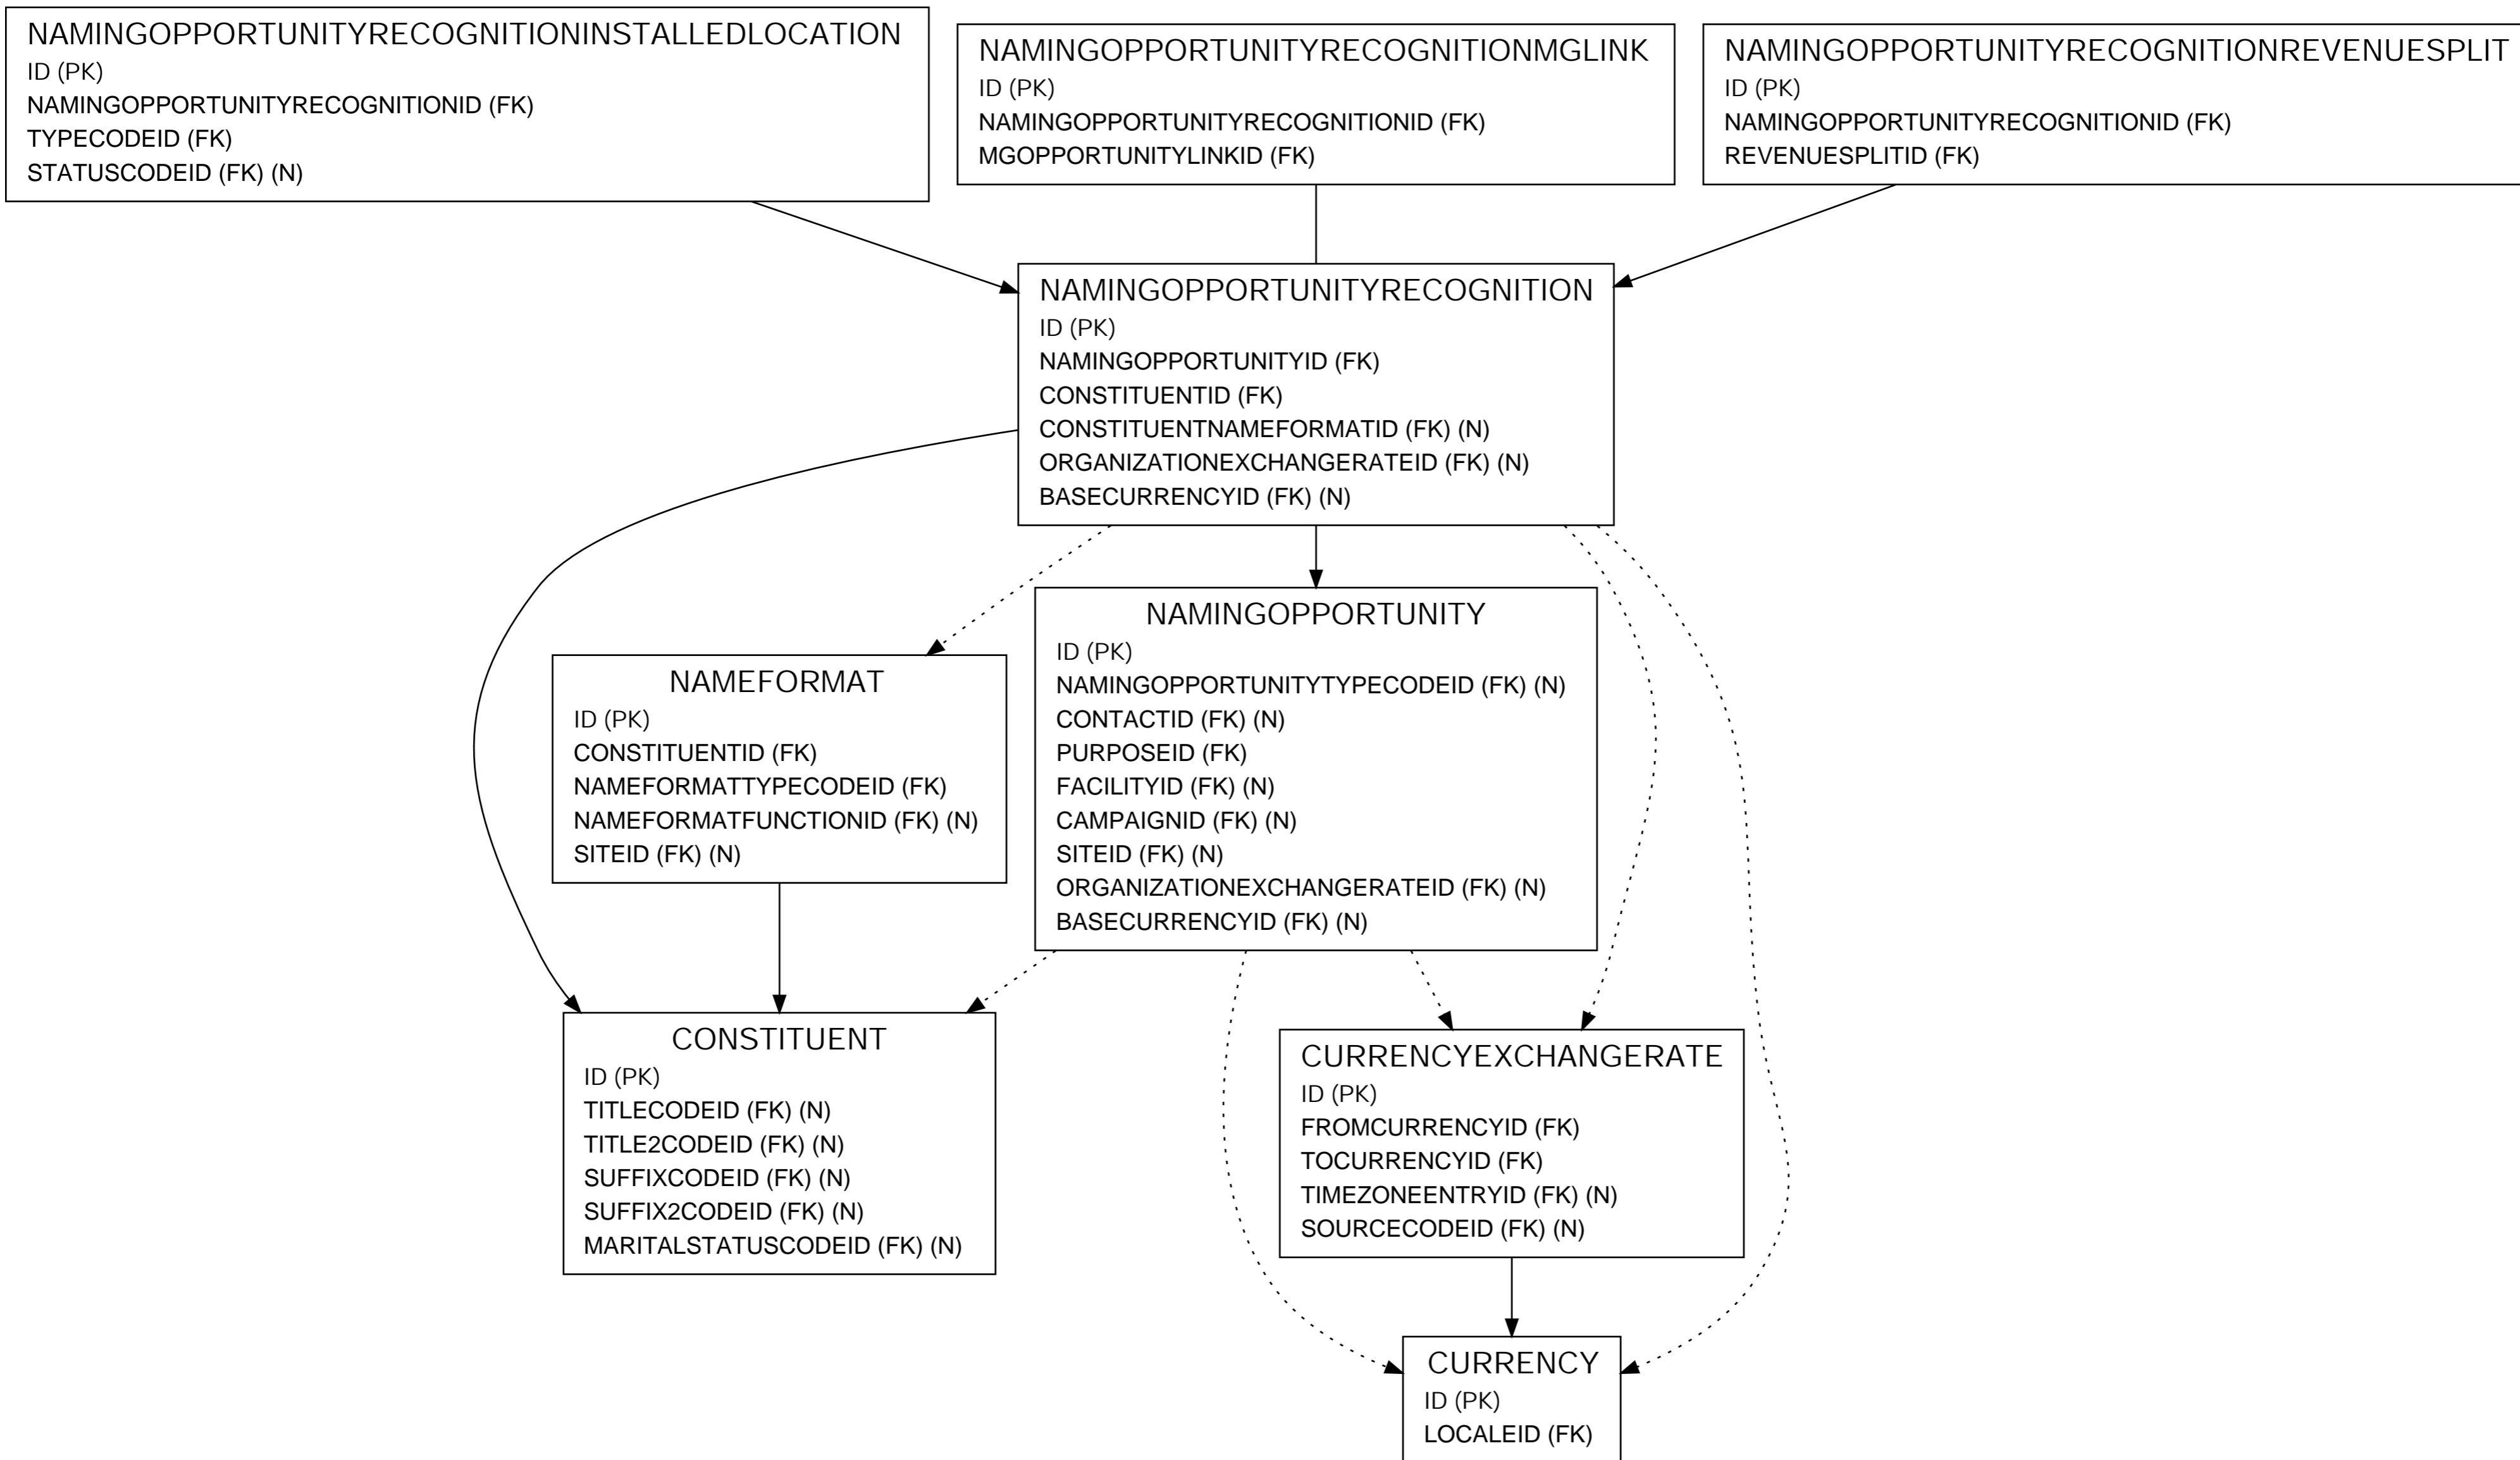 NAMINGOPPORTUNITYRECOGNITIONINSTALLEDLOCATION
ID (PK)
NAMINGOPPORTUNITYRECOGNITIONID (FK)
TYPECODEID (FK)
STATUSCODEID (FK) (N)
NAMINGOPPORTUNITYRECOGNITIONMGLINK
ID (PK)
NAMINGOPPORTUNITYRECOGNITIONID (FK)
MGOPPORTUNITYLINKID (FK)
NAMINGOPPORTUNITYRECOGNITIONREVENUESPLIT
ID (PK)
NAMINGOPPORTUNITYRECOGNITIONID (FK)
REVENUESPLITID (FK)
NAMINGOPPORTUNITYRECOGNITION
ID (PK)
NAMINGOPPORTUNITYID (FK)
CONSTITUENTID (FK)
CONSTITUENTNAMEFORMATID (FK) (N)
ORGANIZATIONEXCHANGERATEID (FK) (N)
BASECURRENCYID (FK) (N)
NAMEFORMAT
ID (PK)
CONSTITUENTID (FK)
NAMEFORMATTYPECODEID (FK)
NAMEFORMATFUNCTIONID (FK) (N)
SITEID (FK) (N)
NAMINGOPPORTUNITY
ID (PK)
NAMINGOPPORTUNITYTYPECODEID (FK) (N)
CONTACTID (FK) (N)
PURPOSEID (FK)
FACILITYID (FK) (N)
CAMPAIGNID (FK) (N)
SITEID (FK) (N)
ORGANIZATIONEXCHANGERATEID (FK) (N)
BASECURRENCYID (FK) (N)
CONSTITUENT
ID (PK)
TITLECODEID (FK) (N)
TITLE2CODEID (FK) (N)
SUFFIXCODEID (FK) (N)
SUFFIX2CODEID (FK) (N)
MARITALSTATUSCODEID (FK) (N)
CURRENCYEXCHANGERATE
ID (PK)
FROMCURRENCYID (FK)
TOCURRENCYID (FK)
TIMEZONEENTRYID (FK) (N)
SOURCECODEID (FK) (N)
CURRENCY
ID (PK)
LOCALEID (FK)